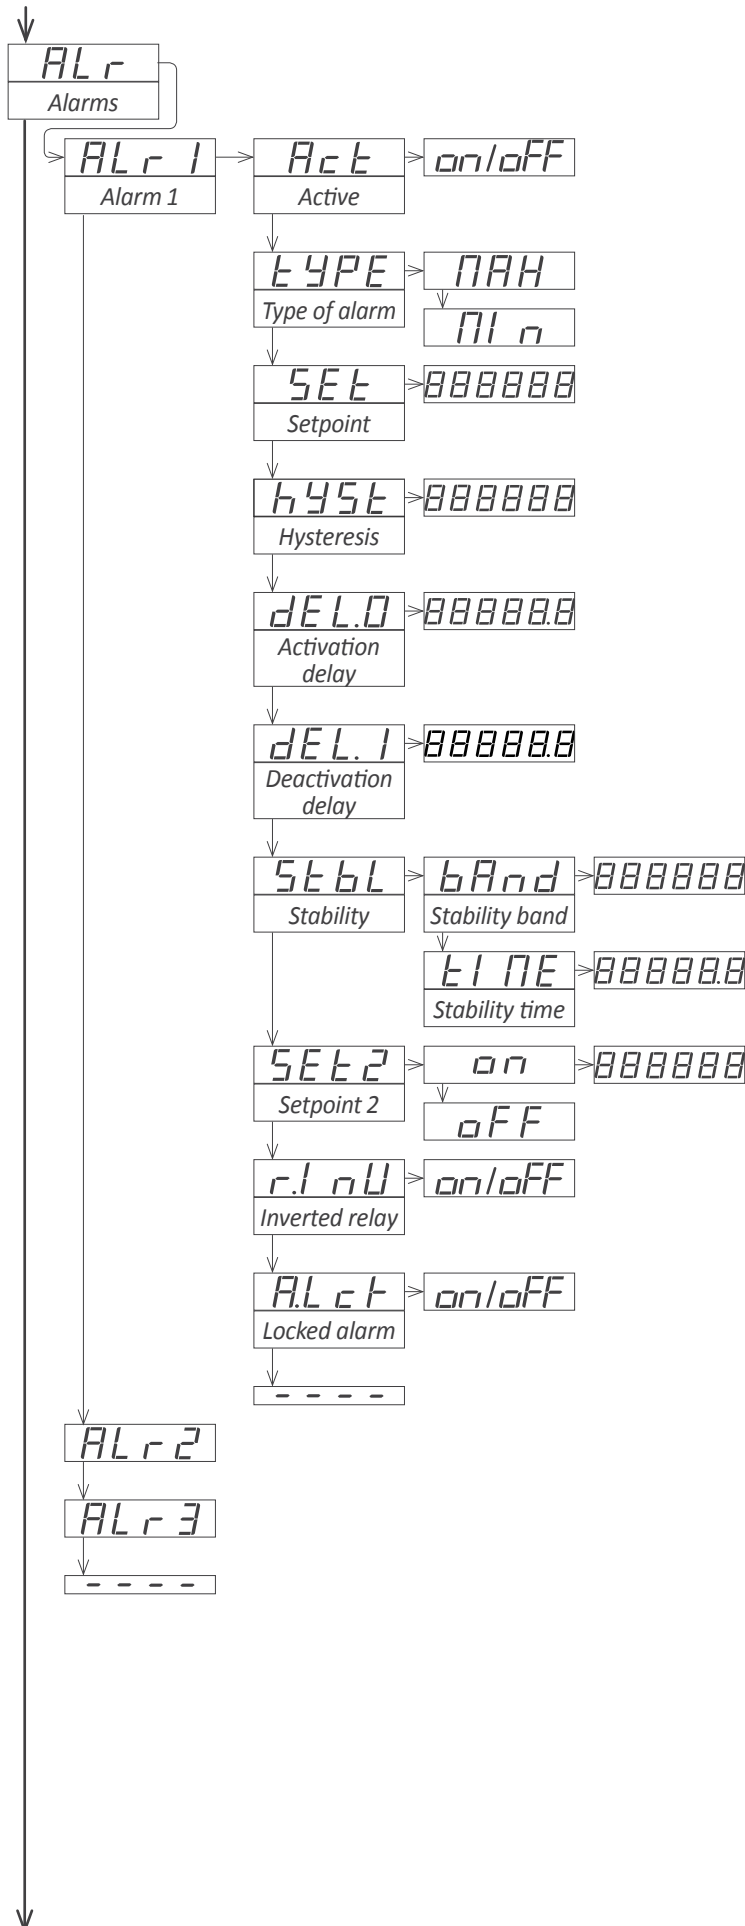 ALr
Alarms
ALr 1
Alarm 1
Act
Active
on/oFF
tYPE
Type of alarm
MAH
MIn
SEt
Setpoint
888888
hYSt
Hysteresis
888888
dEL.0
Activation
delay
88888.8
dEL.1
Deactivation
delay
88888.8
StbL
Stability
bAnd
Stability band
888888
tIME
Stability time
88888.8
SEt2
Setpoint 2
on
888888
oFF
r.InV
Inverted relay
on/oFF
A.Lct
Locked alarm
on/oFF
----
ALr2
ALr3
----